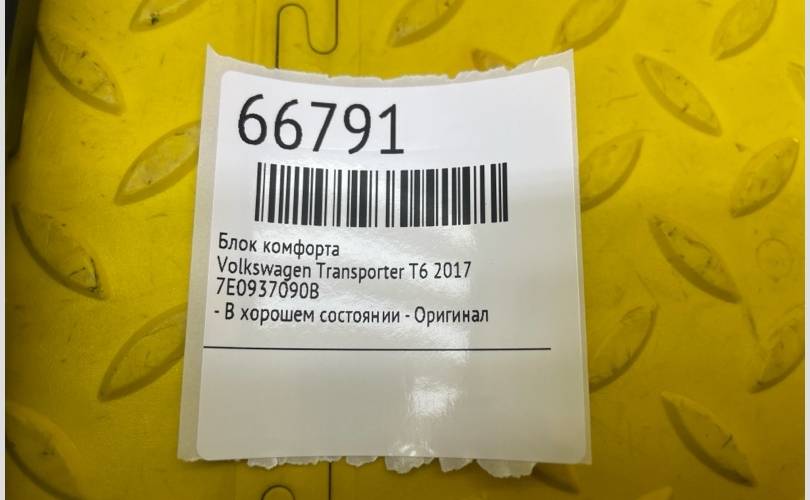 66791
Блок комфорта
Volkswagen Transporter T6 2017
7E0937090B
- В хорошем состоянии - Оригинал